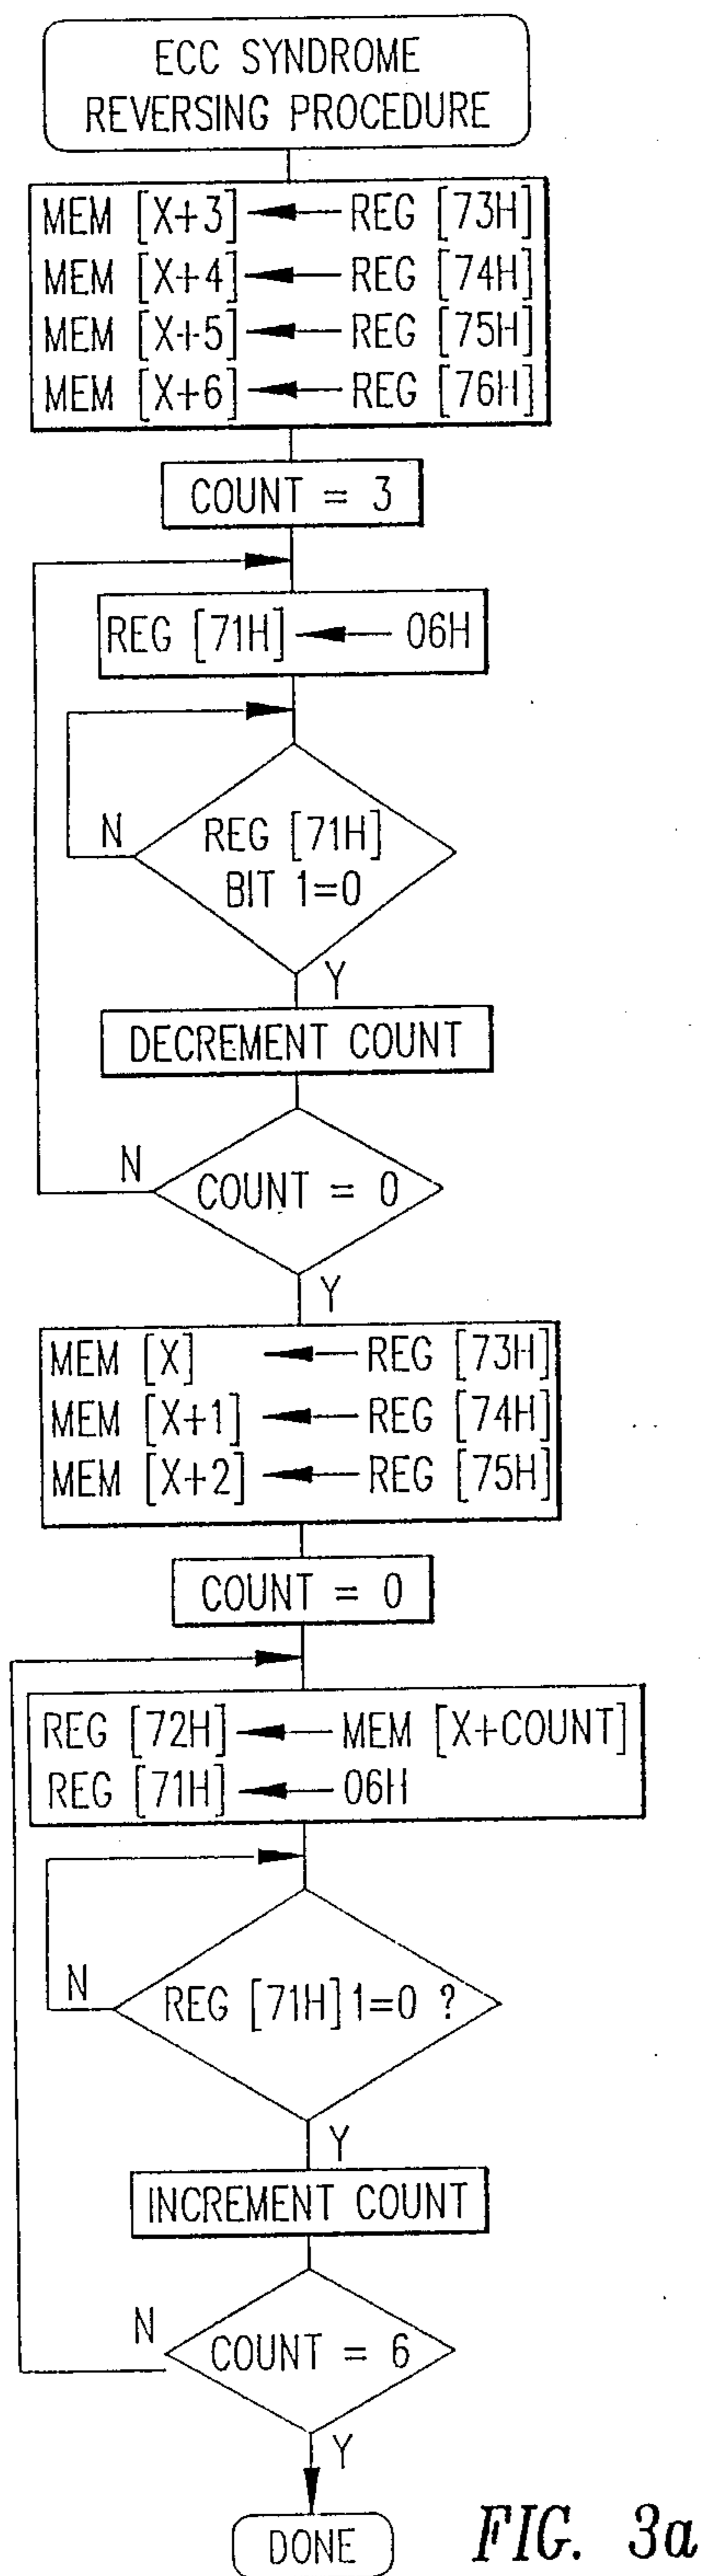 ECC SYNDROME
REVERSING PROCEDURE
MEM [X+3] ← REG [73H]
MEM [X+4] ← REG [74H]
MEM [X+5] ← REG [75H]
MEM [X+6] ← REG [76H]
COUNT = 3
REG [71H] ← 06H
N
REG [71H]
BIT 1=0
Y
DECREMENT COUNT
N
COUNT = 0
Y
MEM [X] ← REG [73H]
MEM [X+1] ← REG [74H]
MEM [X+2] ← REG [75H]
COUNT = 0
REG [72H] ← MEM [X+COUNT]
REG [71H] ← 06H
N
REG [71H] 1=0 ?
Y
INCREMENT COUNT
N
COUNT = 6
Y
DONE
FIG. 3a